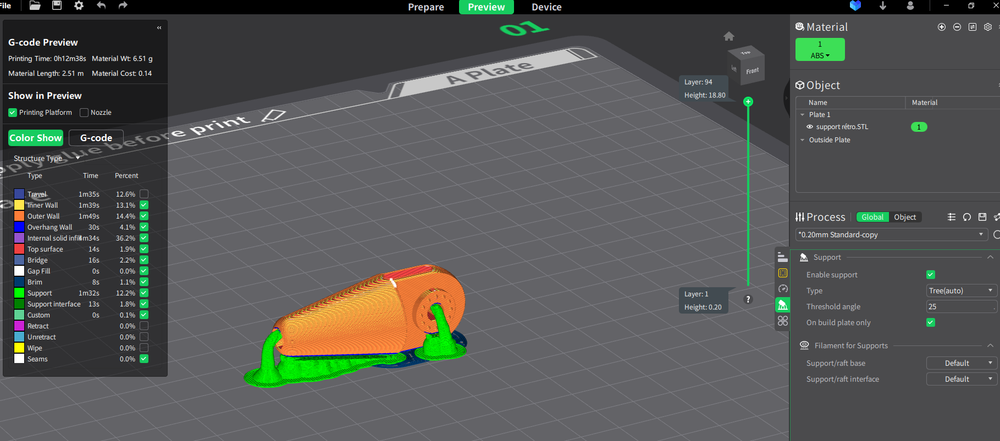 File
Prepare Preview Device
G-code Preview
Printing Time: 0h12m38s Material Wt: 6.51 g
Material Length: 2.51 m Material Cost: 0.14
Show in Preview
Printing Platform Nozzle
Color Show G-code
Structure Type
Type Time Percent
Travel 1m35s 12.6%
Inner Wall 1m39s 13.1%
Outer Wall 1m49s 14.4%
Overhang Wall 30s 4.1%
Internal solid infill 4m34s 36.2%
Top surface 14s 1.9%
Bridge 16s 2.2%
Gap Fill 0s 0.0%
Brim 8s 1.1%
Support 1m32s 12.2%
Support interface 13s 1.8%
Custom 0s 0.1%
Retract 0.0%
Unretract 0.0%
Wipe 0.0%
Seams 0.0%
01
A Plate
pply glue before print
Top
Left
Front
Layer: 94
Height: 18.80
Layer: 1
Height: 0.20
?
Material
1
ABS
Object
Name Material
Plate 1
support rétro.STL 1
Outside Plate
Process Global Object
*0.20mm Standard-copy
Support
Enable support
Type Tree(auto)
Threshold angle 25
On build plate only
Filament for Supports
Support/raft base Default
Support/raft interface Default